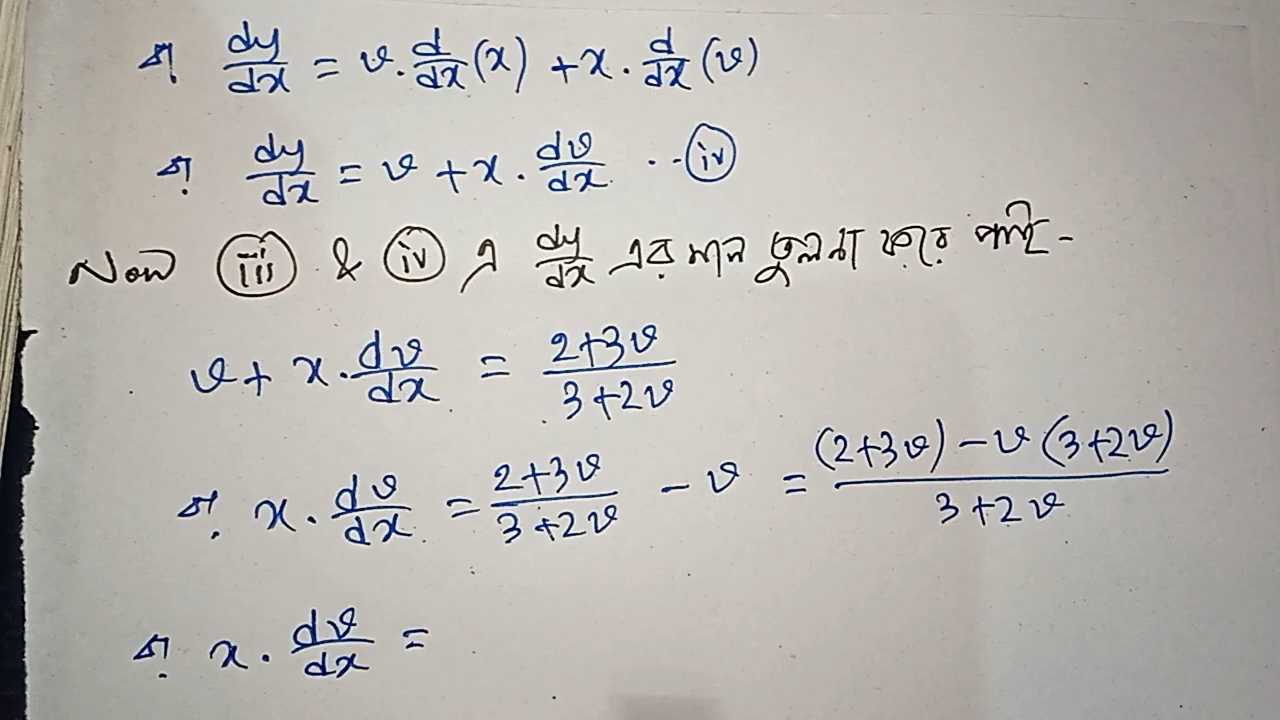 বা, dy/dx = v. d/dx (x) + x. d/dx (v)
বা, dy/dx = v + x. dv/dx ... (iv)
Now (iii) & (iv) এ dy/dx এর মান তুলনা করে পাই-
v + x. dv/dx = (2+3v)/(3+2v)
বা, x. dv/dx = (2+3v)/(3+2v) - v = ((2+3v) - v(3+2v))/(3+2v)
বা, x. dv/dx =